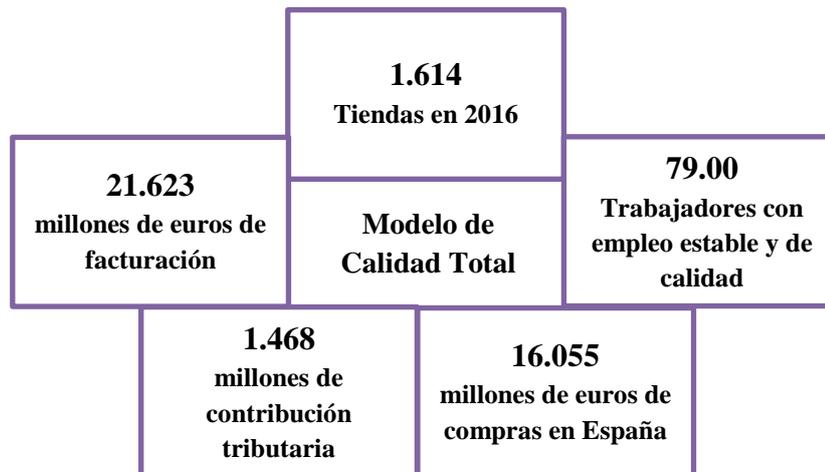 1.614
Tiendas en 2016
21.623
millones de euros de
facturación
Modelo de
Calidad Total
79.00
Trabajadores con
empleo estable y de
calidad
1.468
millones de
contribución
tributaria
16.055
millones de euros de
compras en España